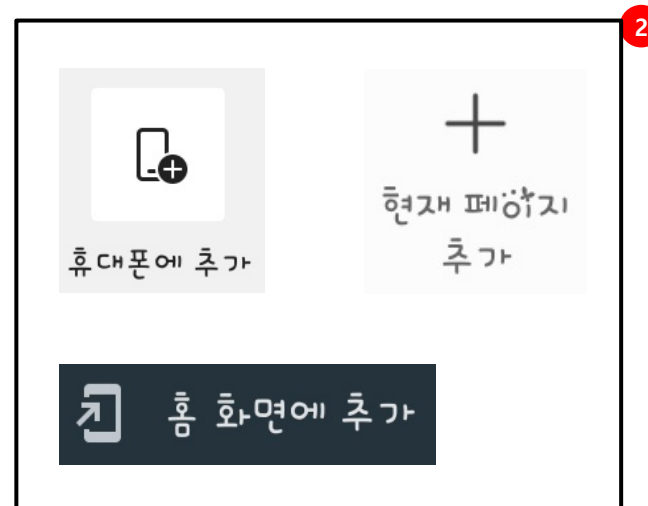 2
휴대폰에 추가
현재 페이지
추가
홈 화면에 추가